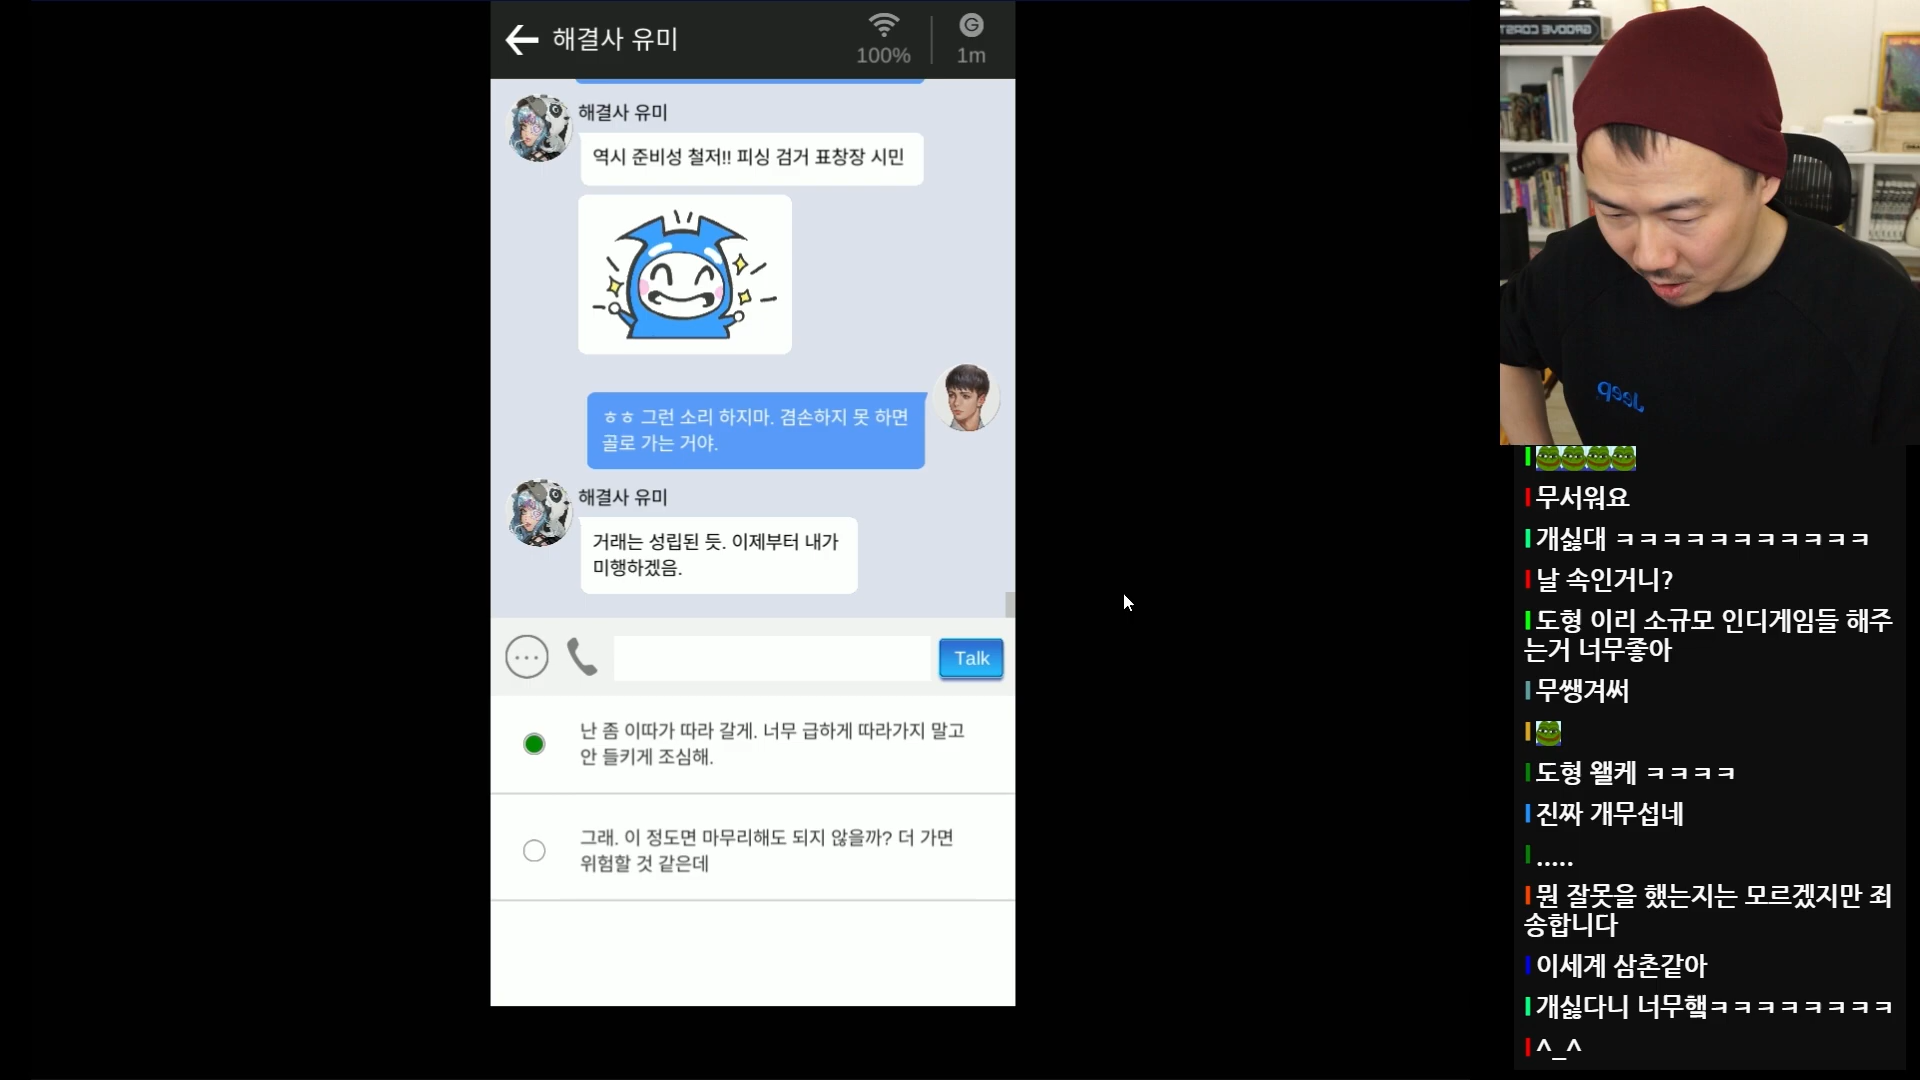 해결사 유미
100%
G
1m
해결사 유미
역시 준비성 철저!! 피싱 검거 표창장 시민
ㅎㅎ 그런 소리 하지마. 겸손하지 못 하면
골로 가는 거야.
해결사 유미
거래는 성립된 듯. 이제부터 내가
미행하겠음.
Talk
난 좀 이따가 따라 갈게. 너무 급하게 따라가지 말고
안 들키게 조심해.
그래. 이 정도면 마무리해도 되지 않을까? 더 가면
위험할 것 같은데
GROOVE COASTER
Jeep
무서워요
개싫대 ㅋㅋㅋㅋㅋㅋㅋㅋㅋㅋㅋ
날 속인거니?
도형 이리 소규모 인디게임들 해주
는거 너무좋아
무쌩겨써
도형 왤케 ㅋㅋㅋㅋ
진짜 개무섭네
.....
뭔 잘못을 했는지는 모르겠지만 죄
송합니다
이세계 삼촌같아
개싫다니 너무핵ㅋㅋㅋㅋㅋㅋㅋㅋ
^_^